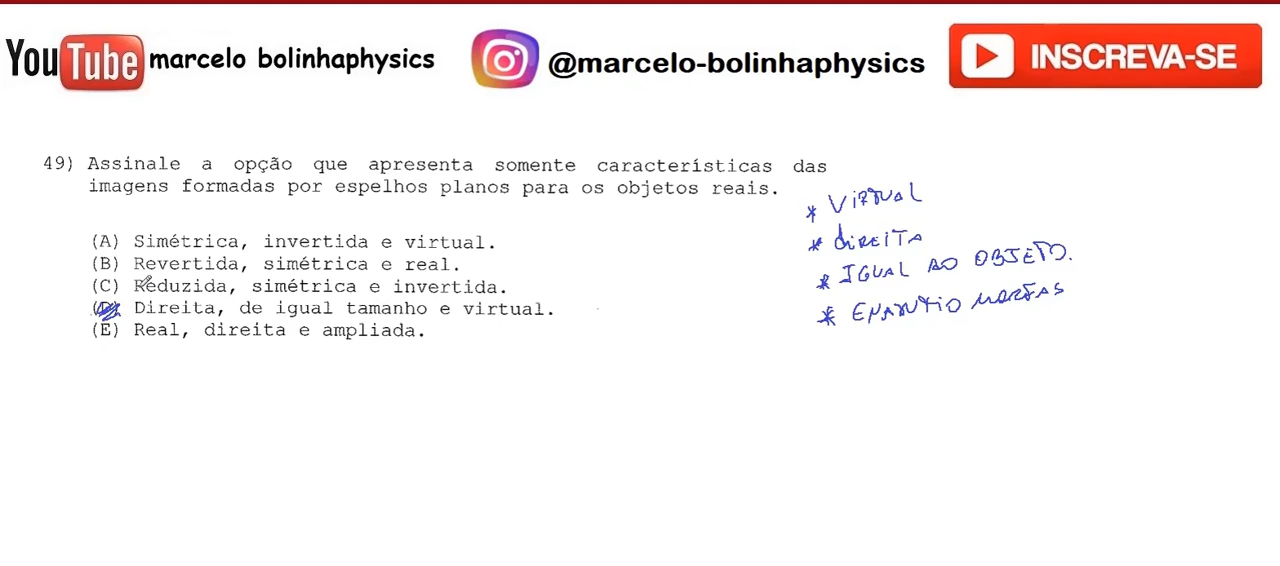 YouTube marcelo bolinhaphysics @marcelo-bolinhaphysics INSCREVA-SE
49) Assinale a opção que apresenta somente características das
imagens formadas por espelhos planos para os objetos reais.
(A) Simétrica, invertida e virtual.
(B) Revertida, simétrica e real.
(C) Reduzida, simétrica e invertida.
(D) Direita, de igual tamanho e virtual.
(E) Real, direita e ampliada.
* VIRTUAL
* DIREITA
* IGUAL AO OBJETO.
* ENANTIOMORFAS